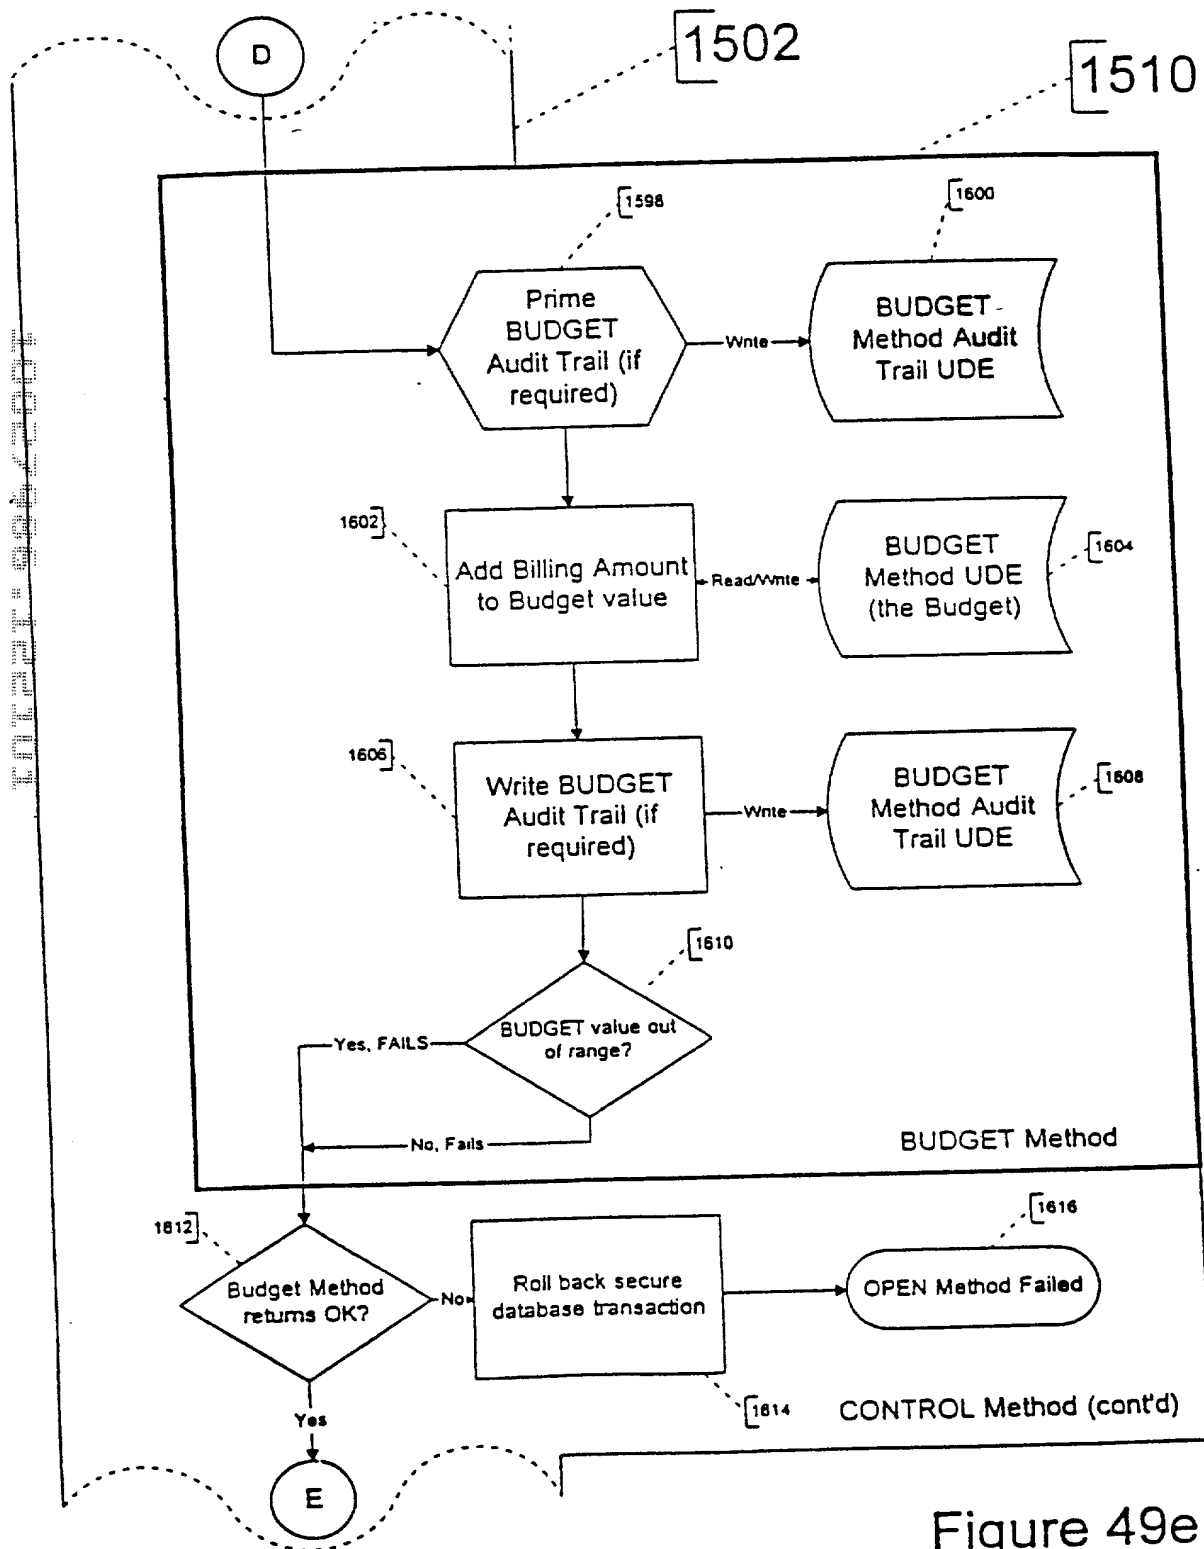 D
1502
1510
1598
1600
Prime
BUDGET
Audit Trail (if
required)
Write
BUDGET
Method Audit
Trail UDE
1602
Add Billing Amount
to Budget value
Read/Write
BUDGET
Method UDE
(the Budget)
1604
1606
Write BUDGET
Audit Trail (if
required)
Write
BUDGET
Method Audit
Trail UDE
1608
1610
BUDGET value out
of range?
Yes, FAILS
No, Fails
BUDGET Method
1612
Budget Method
returns OK?
No
Roll back secure
database transaction
1616
OPEN Method Failed
1614
CONTROL Method (cont'd)
Yes
E
Figure 49e